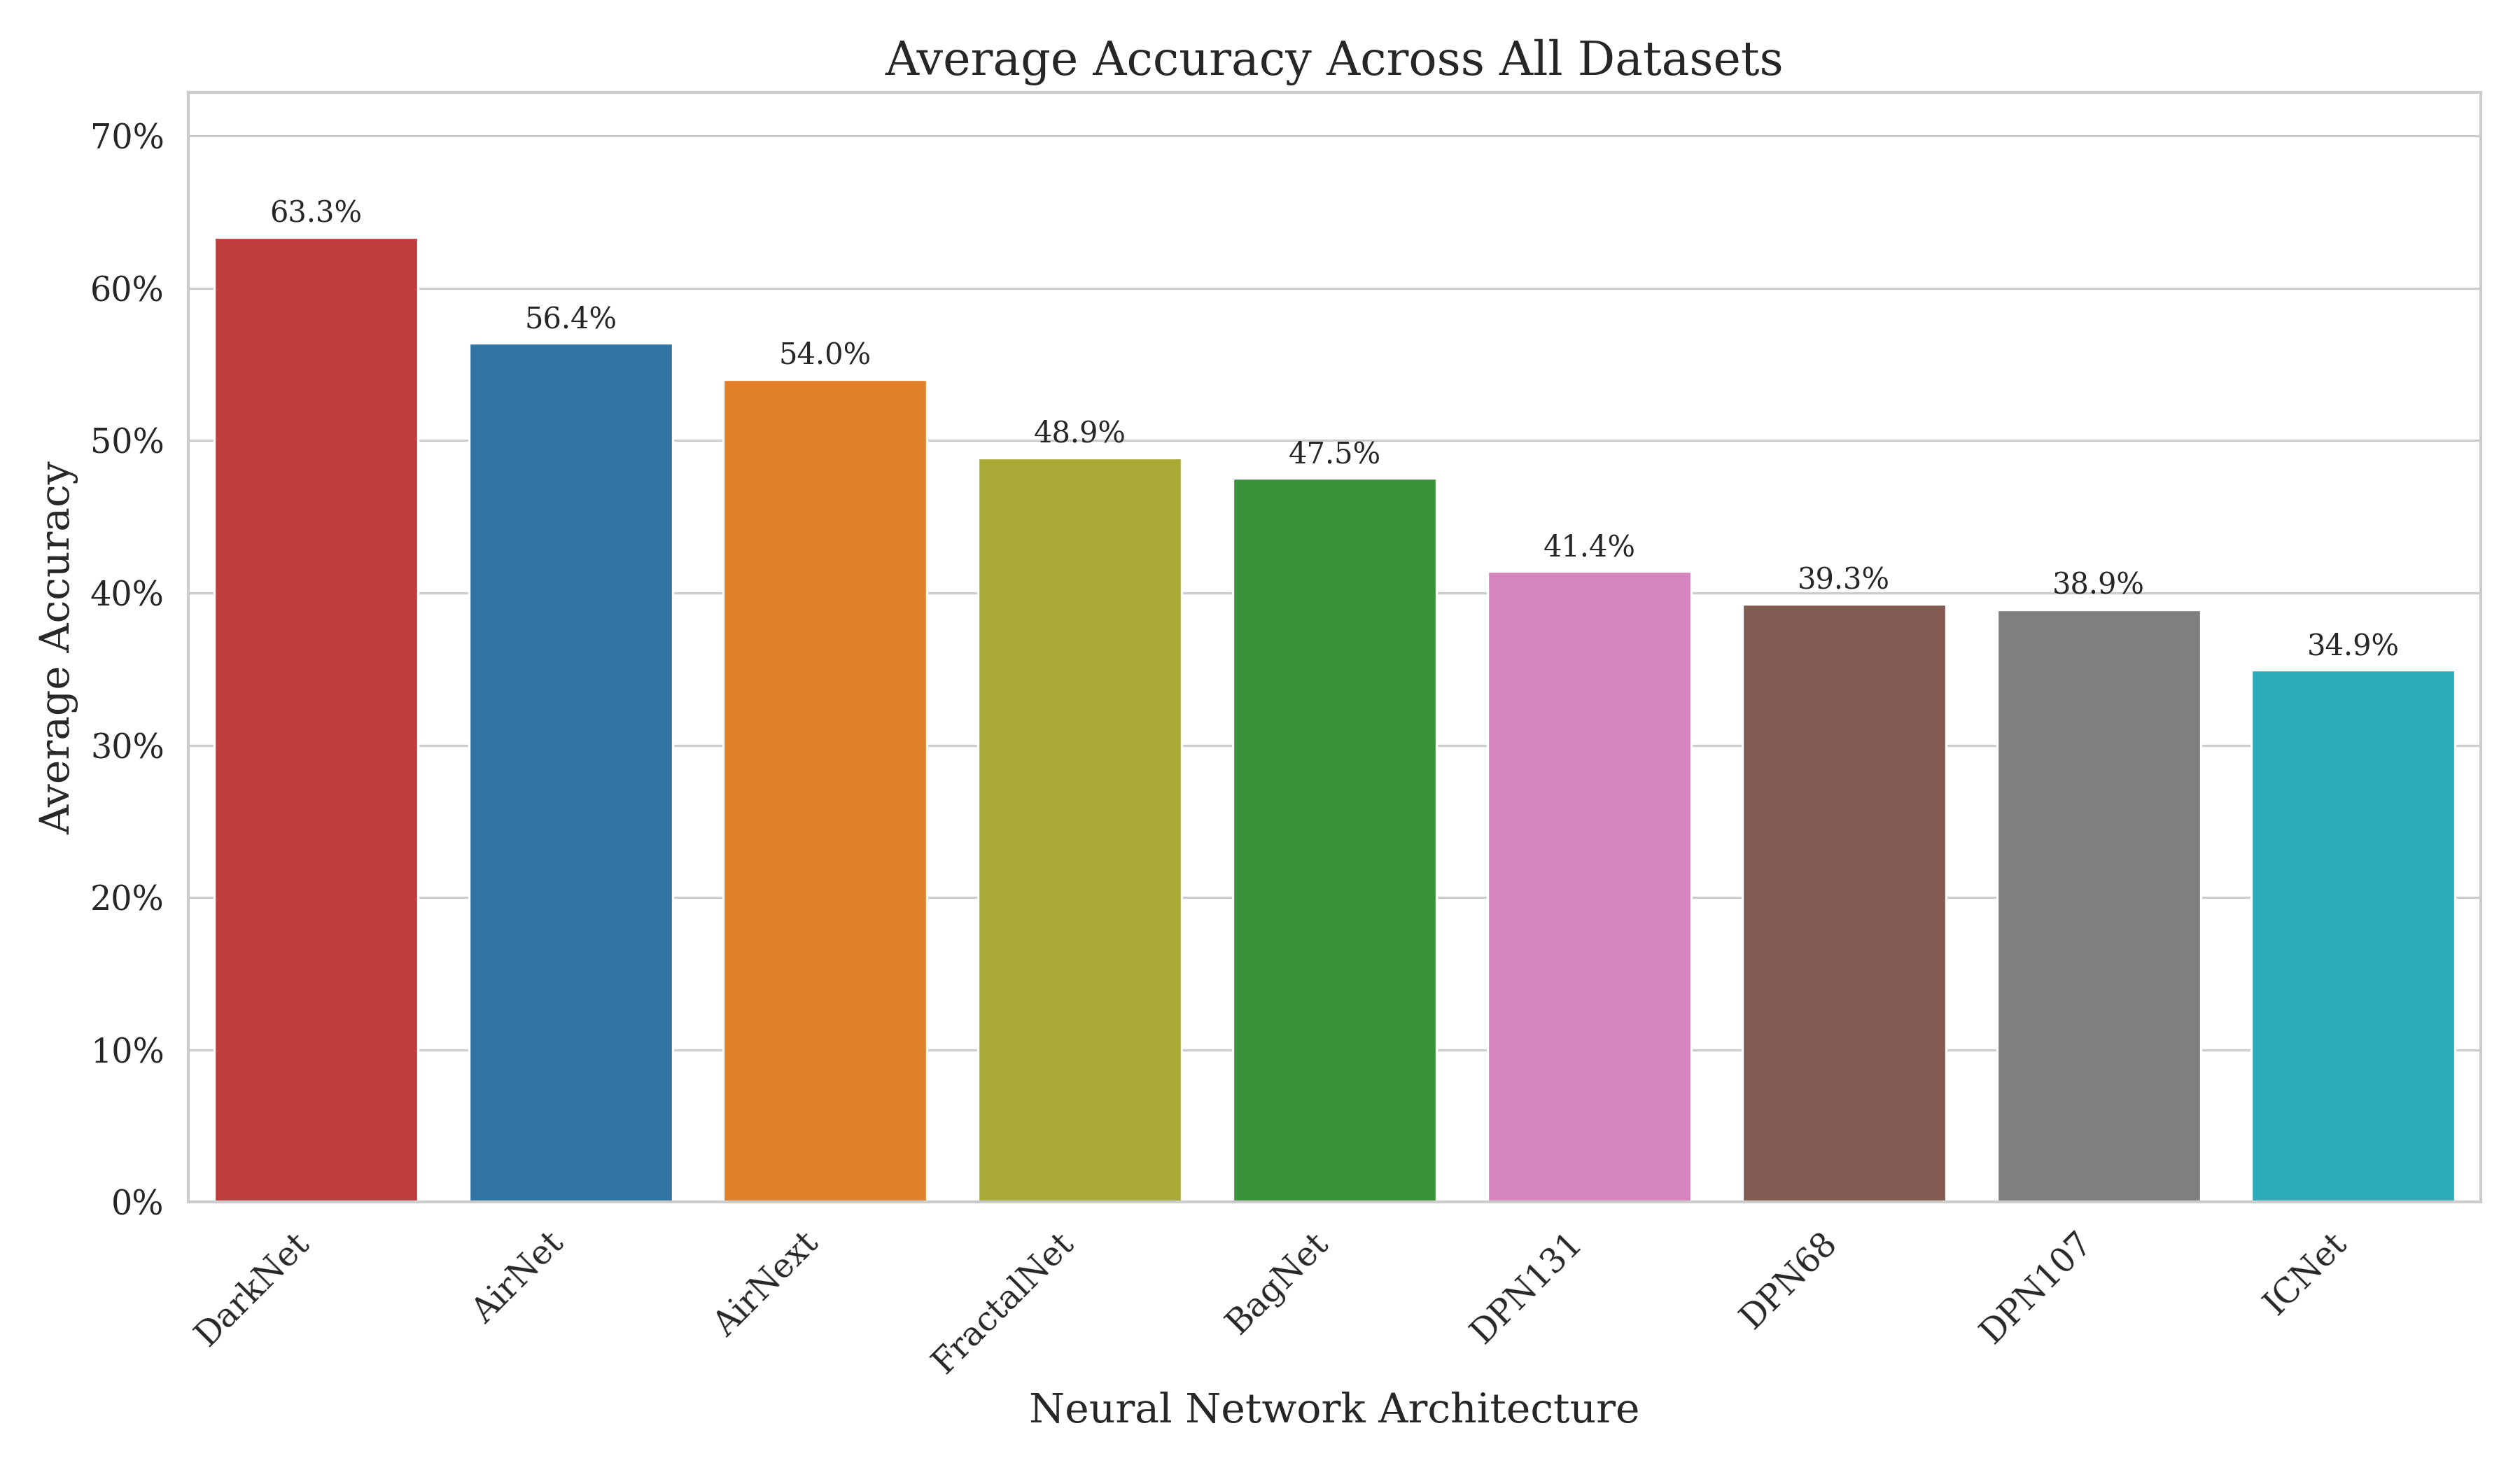 Average Accuracy Across All Datasets
Average Accuracy
70%
60%
50%
40%
30%
20%
10%
0%
63.3%
56.4%
54.0%
48.9%
47.5%
41.4%
39.3%
38.9%
34.9%
DarkNet
AirNet
AirNext
FractalNet
BagNet
DPN131
DPN68
DPN107
ICNet
Neural Network Architecture